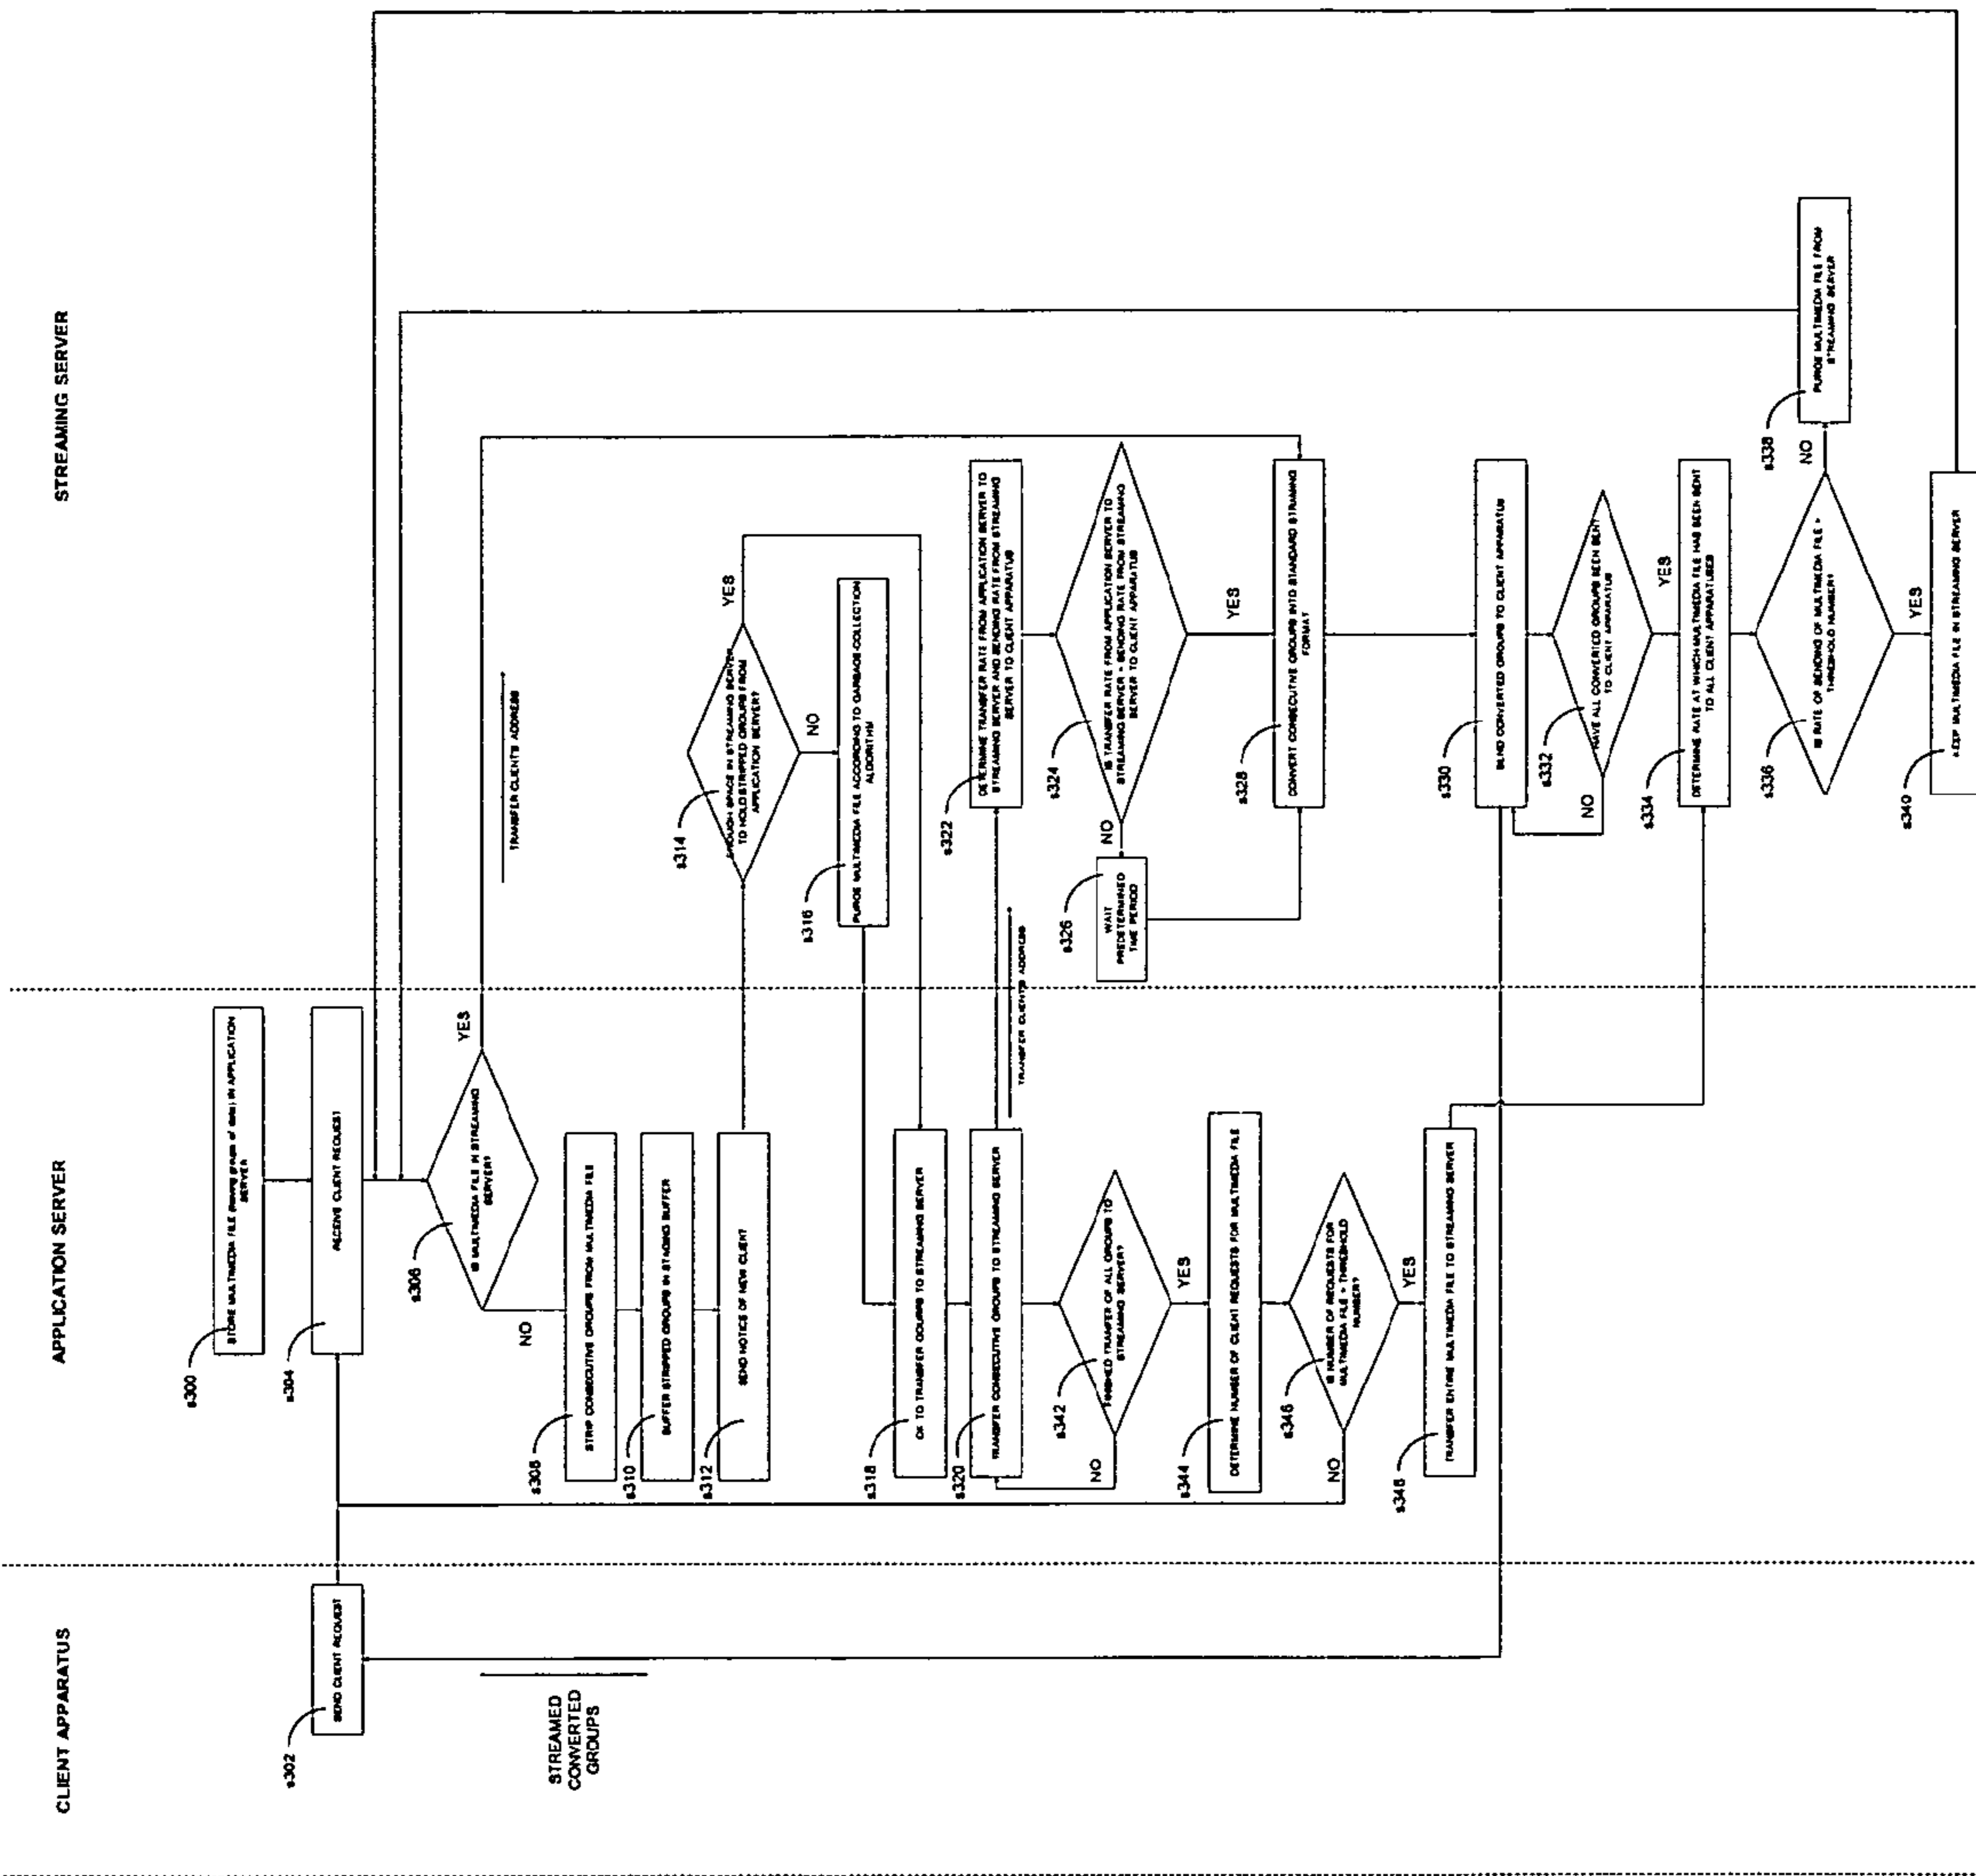 CLIENT APPARATUS
APPLICATION SERVER
STREAMING SERVER
s300
STORE MULTIMEDIA FILE (having groups of data) IN APPLICATION
SERVER
s302
SEND CLIENT REQUEST
s304
RECEIVE CLIENT REQUEST
s306
IS MULTIMEDIA FILE IN STREAMING
SERVER?
YES
NO
TRANSFER CLIENT'S ADDRESS
STREAMED
CONVERTED
GROUPS
s308
STRIP CONSECUTIVE GROUPS FROM MULTIMEDIA FILE
s310
BUFFER STRIPPED GROUPS IN STAGING BUFFER
s312
SEND NOTICE OF NEW CLIENT
s314
ENOUGH SPACE IN STREAMING SERVER
TO HOLD STRIPPED GROUPS FROM
APPLICATION SERVER?
YES
NO
s316
PURGE MULTIMEDIA FILE ACCORDING TO GARBAGE-COLLECTION
ALGORITHM
s318
OK TO TRANSFER GOURPS TO STREAMING SERVER
s320
TRANSFER CONSECUTIVE GROUPS TO STREAMING SERVER
TRANSFER CLIENT'S ADDRESS
s322
DETERMINE TRANSFER RATE FROM APPLICATION SERVER TO
STREAMING SERVER AND SENDING RATE FROM STREAMING
SERVER TO CLIENT APPARATUS
s324
IS TRANSFER RATE FROM APPLICATION SERVER TO
STREAMING SERVER > SENDING RATE FROM STREAMING
SERVER TO CLIENT APPARATUS
NO
YES
s326
WAIT
PREDETERMINED
TIME PERIOD
s328
CONVERT CONSECUTIVE GROUPS INTO STANDARD STRAMING
FORMAT
s330
SEND CONVERTED GROUPS TO CLIENT APPARATUS
s332
HAVE ALL CONVERTED GROUPS BEEN SENT
TO CLIENT APPARATUS
NO
YES
s334
DETERMINE RATE AT WHICH MULTIMEDIA FILE HAS BEEN SENT
TO ALL CLIENT APPARATUSES
s336
IS RATE OF SENDING OF MULTIMEDIA FILE >
THRESHOLD NUMBER?
NO
YES
s338
PURGE MULTIMEDIA FILE FROM
STREAMING SERVER
s340
KEEP MULTIMEDIA FILE IN STREAMING SERVER
s342
FINISHED TRANFER OF ALL GROUPS TO
STREAMING SERVER?
NO
YES
s344
DETERMINE NUMBER OF CLIENT REQUESTS FOR MULTIMEDIA FILE
s346
IS NUMBER OF REQUESTS FOR
MULTIMEDIA FILE > THRESHOLD
NUMBER?
NO
YES
s348
TRANSFER ENTIRE MULTIMEDIA FILE TO STREAMING SERVER